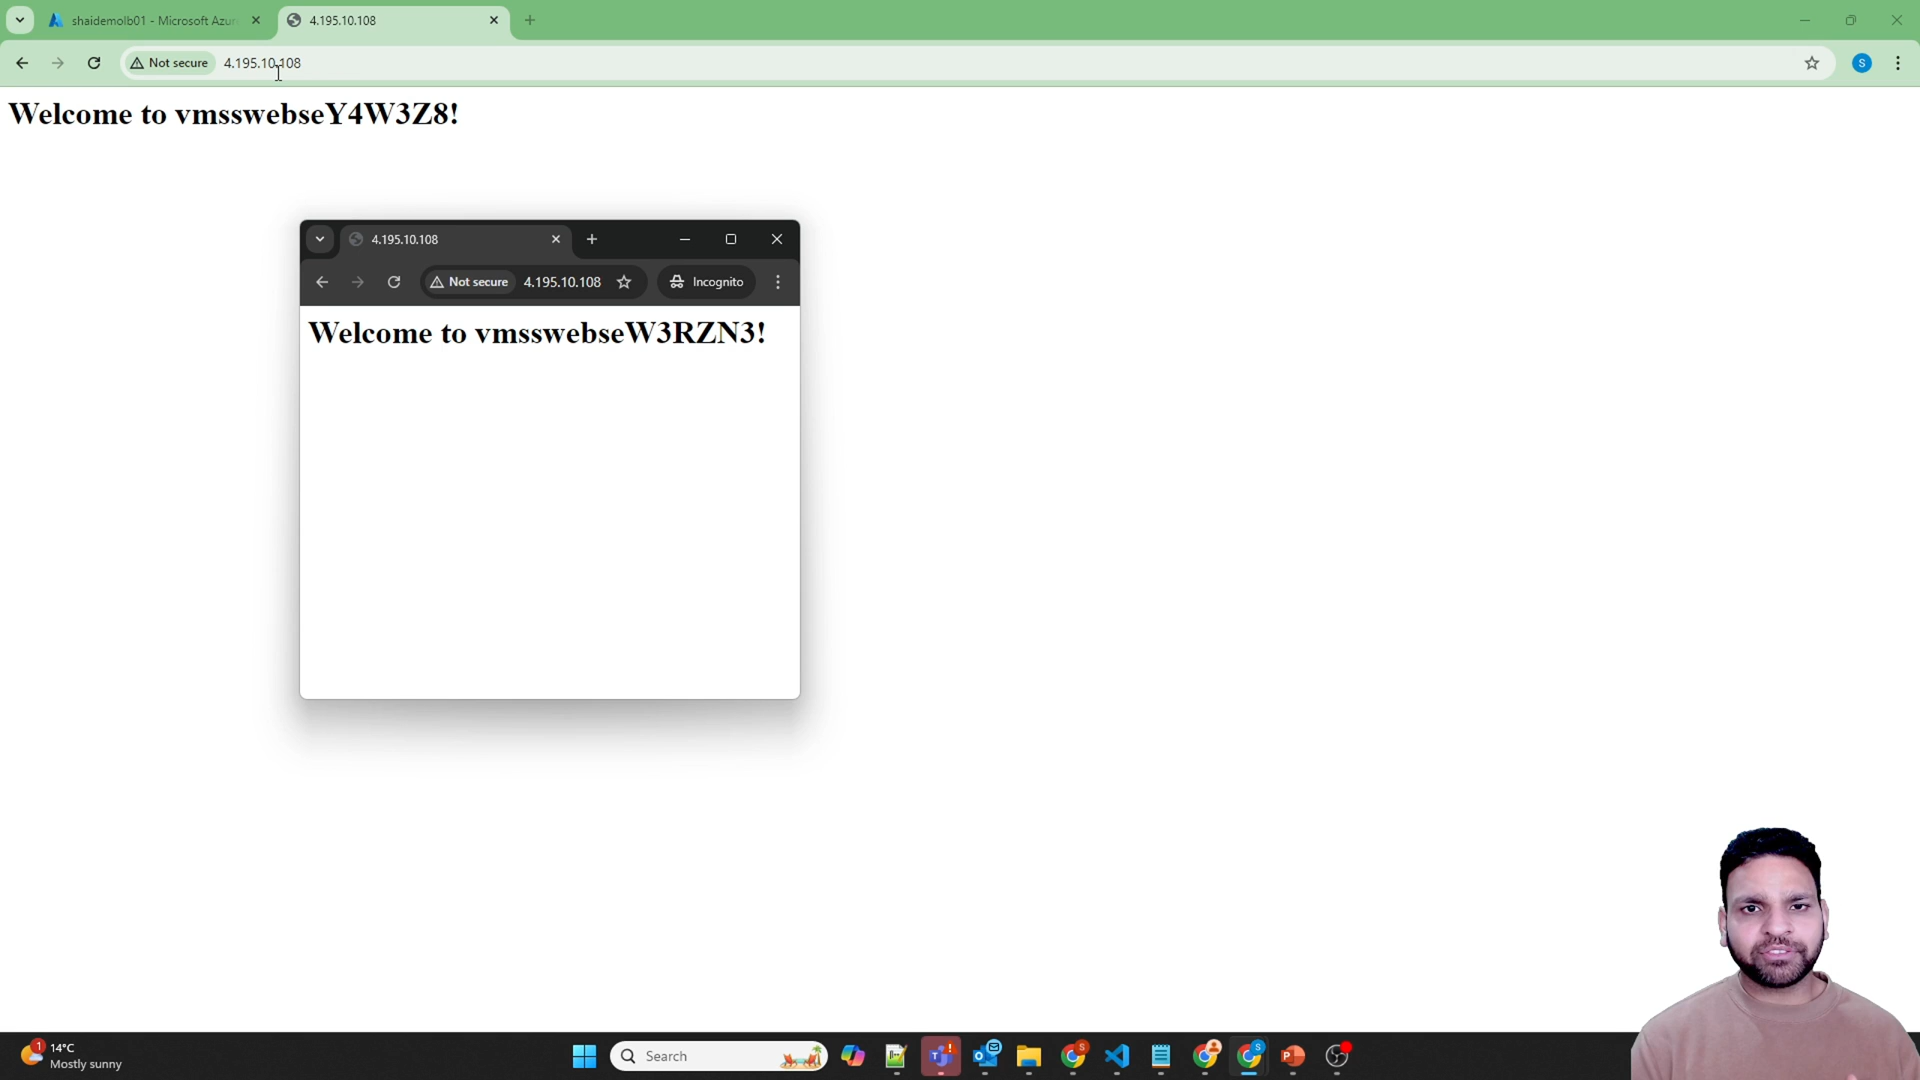 shaidemolb01 - Microsoft Azur
4.195.10.108
Not secure
4.195.10.108
S
Welcome to vmsswebseY4W3Z8!
4.195.10.108
Not secure
4.195.10.108
Incognito
Welcome to vmsswebseW3RZN3!
1
14°C
Mostly sunny
Search